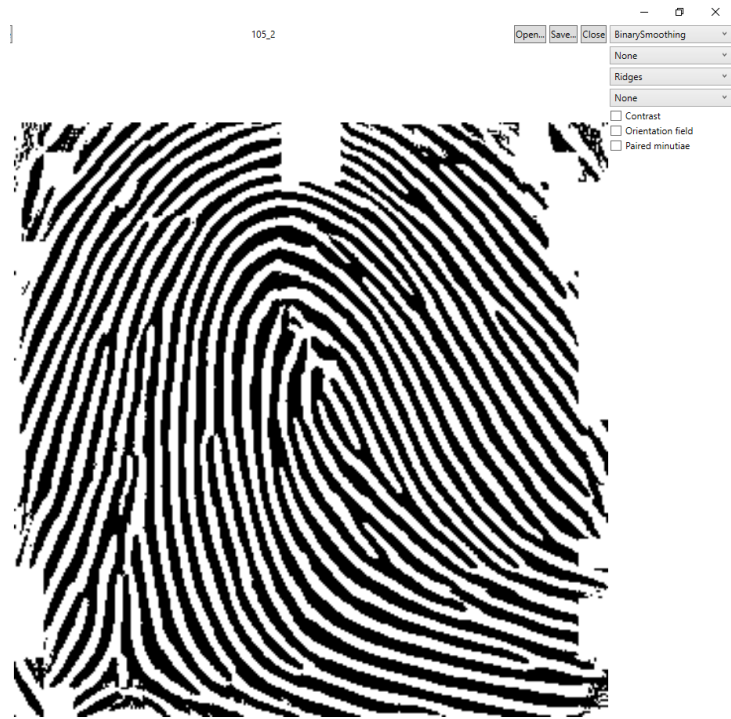 105_2 Open... Save... Close BinarySmoothing
None
Ridges
None
Contrast
Orientation field
Paired minutiae